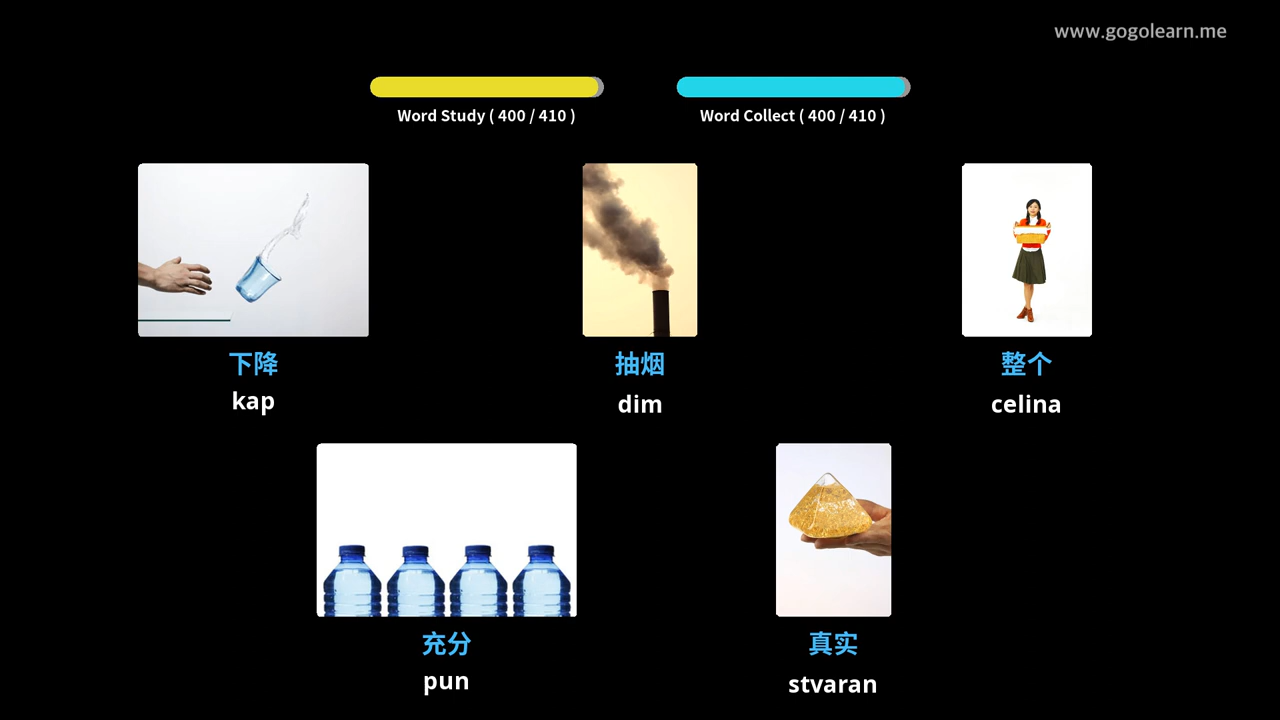 www.gogolearn.me
Word Study ( 400 / 410 )
Word Collect ( 400 / 410 )
下降
kap
抽烟
dim
整个
celina
充分
pun
真实
stvaran